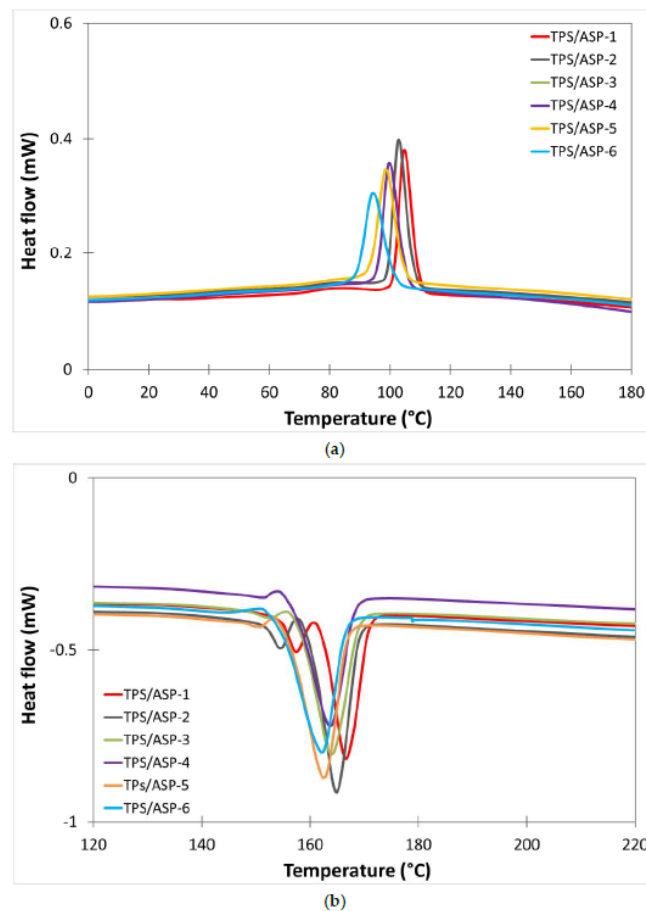 0.6
0.4
0.2
0
Heat flow (mW)
TPS/ASP-1
TPS/ASP-2
TPS/ASP-3
TPS/ASP-4
TPS/ASP-5
TPS/ASP-6
0 20 40 60 80 100 120 140 160 180
Temperature (°C)
(a)
0
-0.5
-1
Heat flow (mW)
TPS/ASP-1
TPS/ASP-2
TPS/ASP-3
TPS/ASP-4
TPs/ASP-5
TPS/ASP-6
120 140 160 180 200 220
Temperature (°C)
(b)